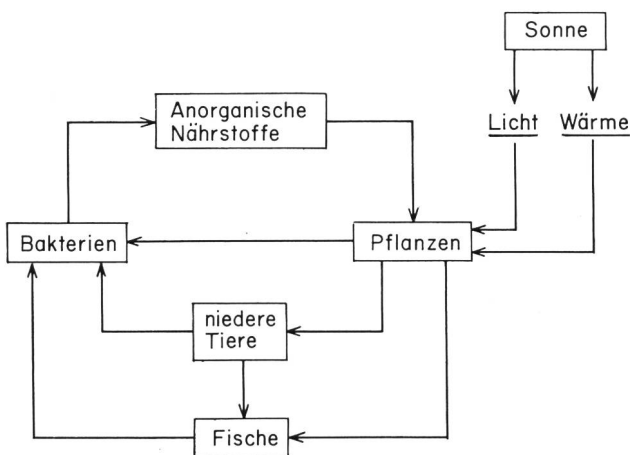 Sonne
Anorganische
Nährstoffe
Licht
Wärme
Bakterien
Pflanzen
niedere
Tiere
Fische